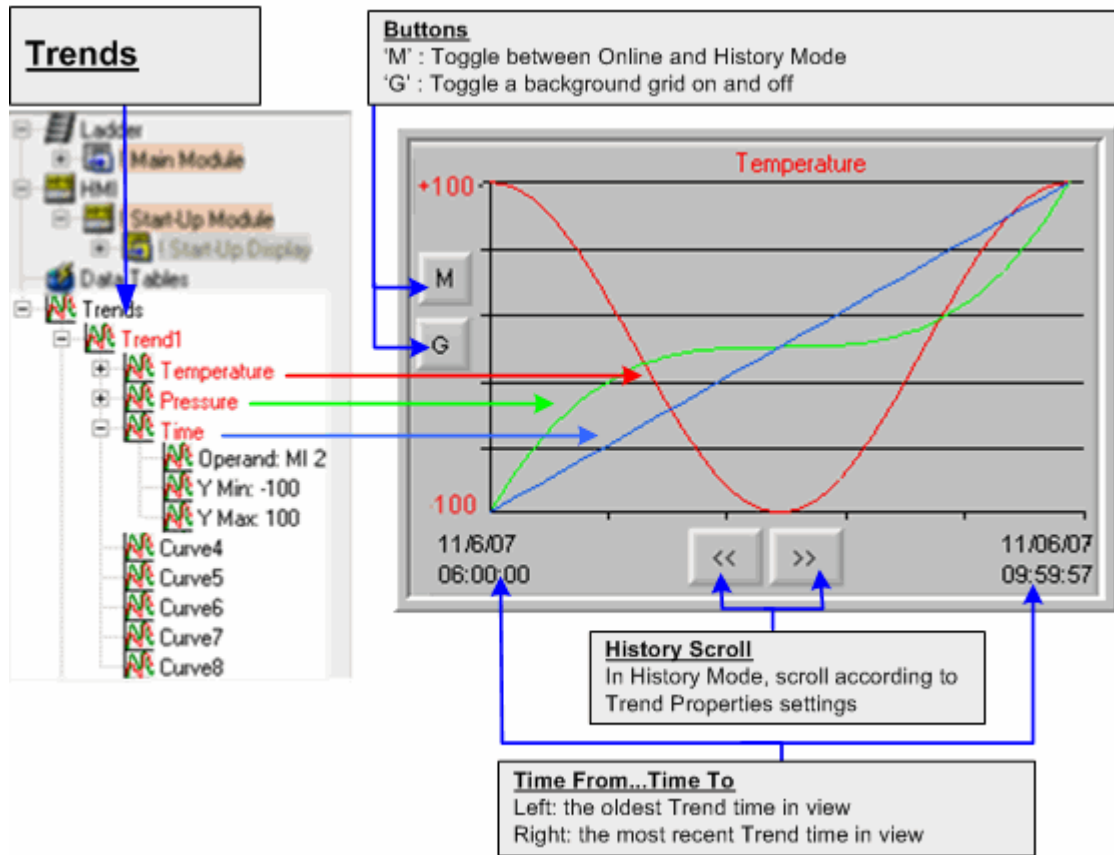 Trends
Buttons
‘M’ : Toggle between Online and History Mode
‘G’ : Toggle a background grid on and off
Ladder
! Main Module
HMI
! Start-Up Module
! Start-Up Display
Data Tables
Trends
Trend1
Temperature
Pressure
Time
Operand: MI 2
Y Min: -100
Y Max: 100
Curve4
Curve5
Curve6
Curve7
Curve8
Temperature
+100
M
G
-100
11/6/07
06:00:00
<<
>>
11/06/07
09:59:57
History Scroll
In History Mode, scroll according to
Trend Properties settings
Time From...Time To
Left: the oldest Trend time in view
Right: the most recent Trend time in view